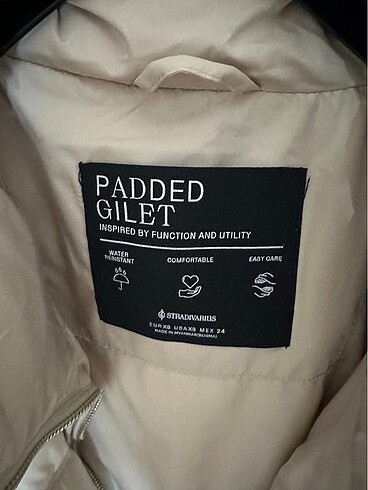 PADDED
GILET
INSPIRED BY FUNCTION AND UTILITY
WATER
RESISTANT
COMFORTABLE
EASY CARE
STRADIVARIUS
EUR XS USA XS MEX 24
MADE IN MYANMAR(BURMA)